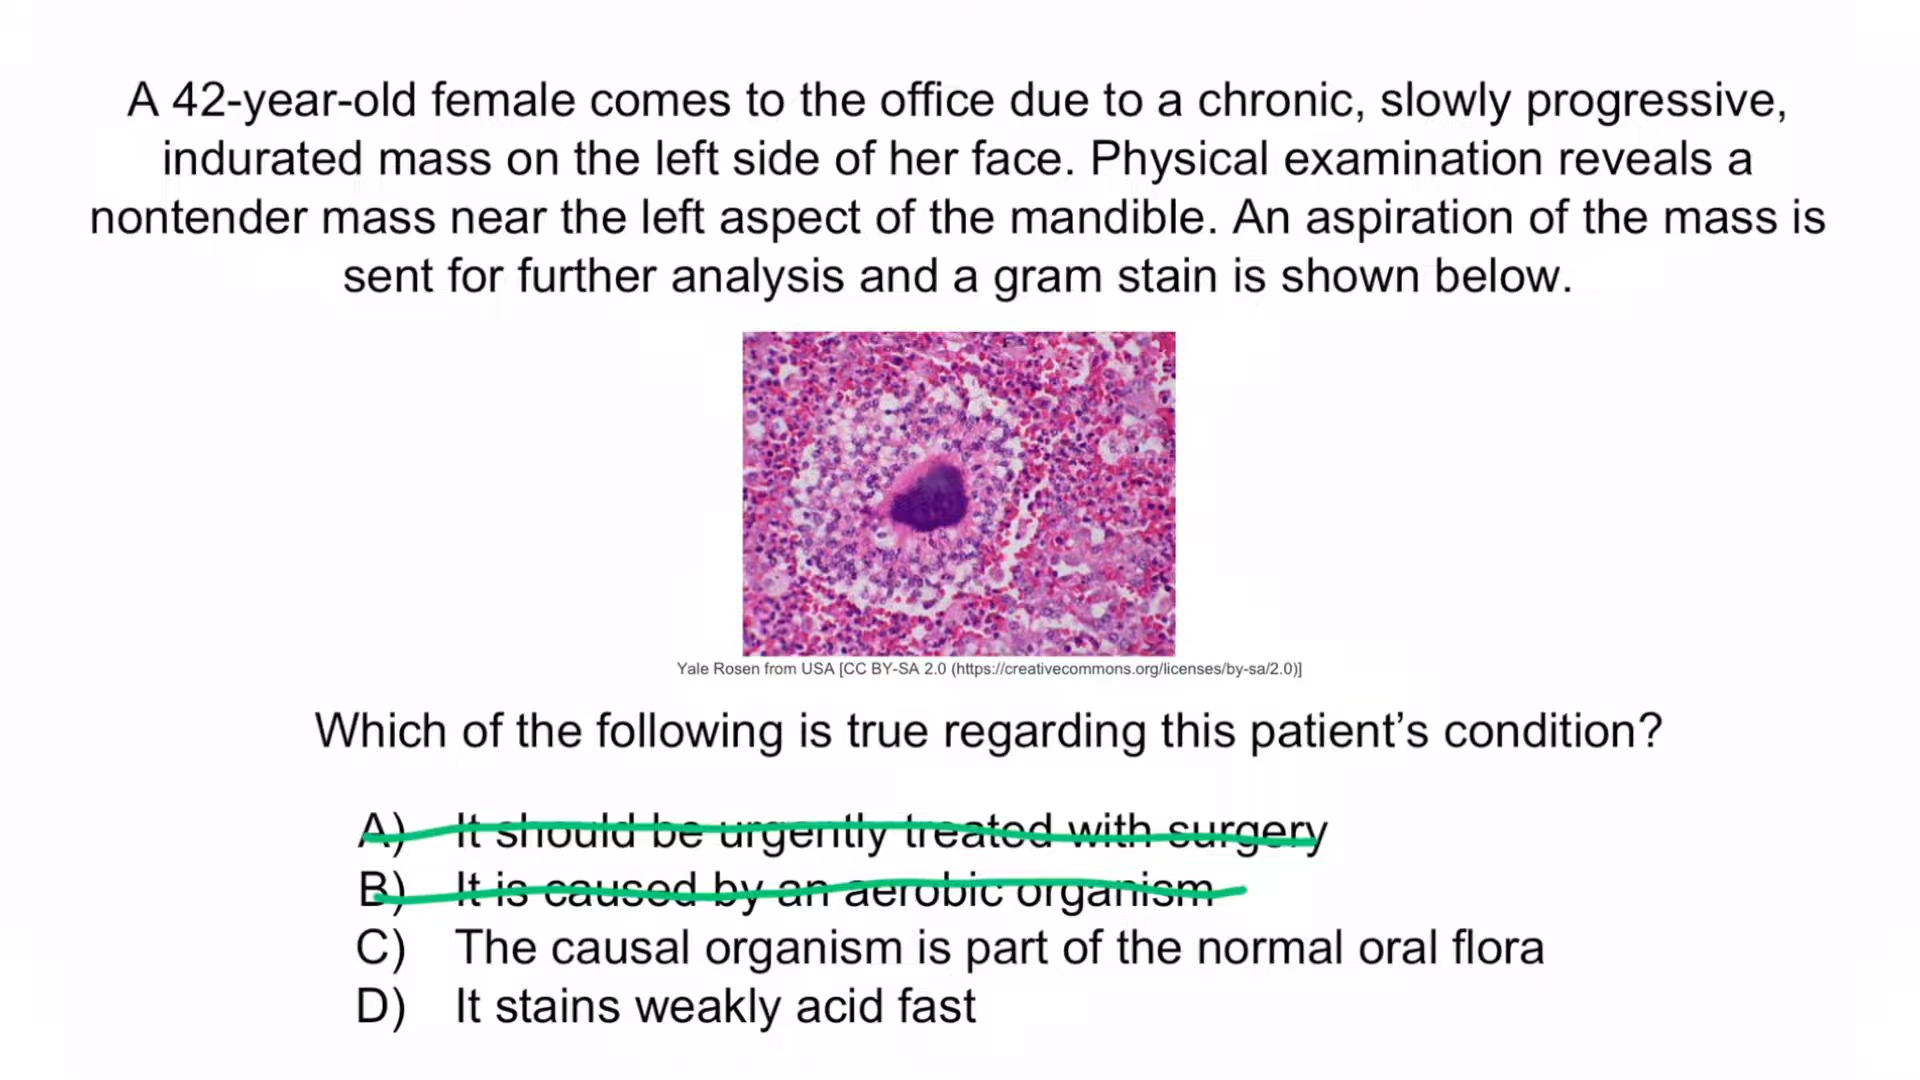 A 42-year-old female comes to the office due to a chronic, slowly progressive,
indurated mass on the left side of her face. Physical examination reveals a
nontender mass near the left aspect of the mandible. An aspiration of the mass is
sent for further analysis and a gram stain is shown below.
Yale Rosen from USA [CC BY-SA 2.0 (https://creativecommons.org/licenses/by-sa/2.0)]
Which of the following is true regarding this patient’s condition?
A) It should be urgently treated with surgery
B) It is caused by an aerobic organism
C) The causal organism is part of the normal oral flora
D) It stains weakly acid fast